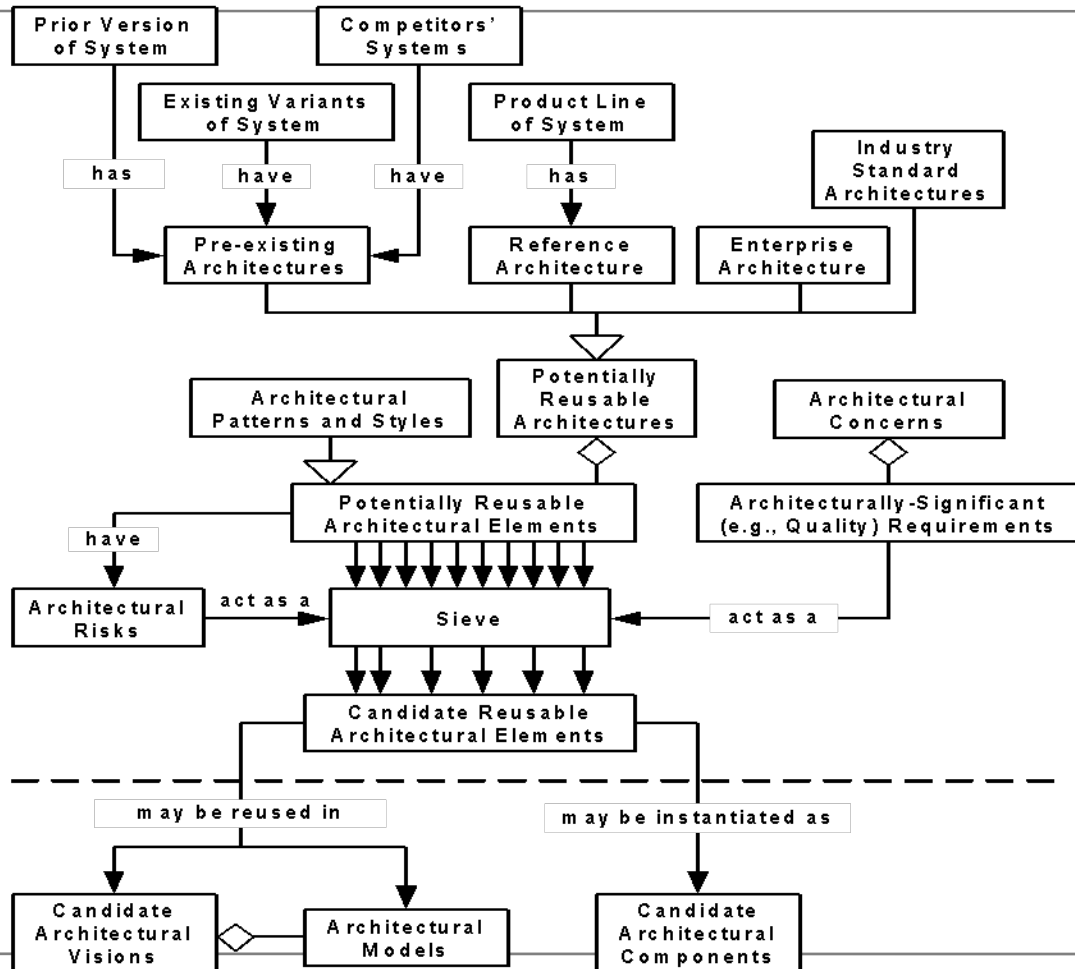 Prior Version
of System
Competitors'
Systems
Existing Variants
of System
Product Line
of System
Industry
Standard
Architectures
has
have
have
has
Pre-existing
Architectures
Reference
Architecture
Enterprise
Architecture
Potentially
Reusable
Architectures
Architectural
Patterns and Styles
Architectural
Concerns
Potentially Reusable
Architectural Elements
Architecturally-Significant
(e.g., Quality) Requirements
have
Architectural
Risks
act as a
Sieve
act as a
Candidate Reusable
Architectural Elements
may be reused in
may be instantiated as
Candidate
Architectural
Visions
Architectural
Models
Candidate
Architectural
Components